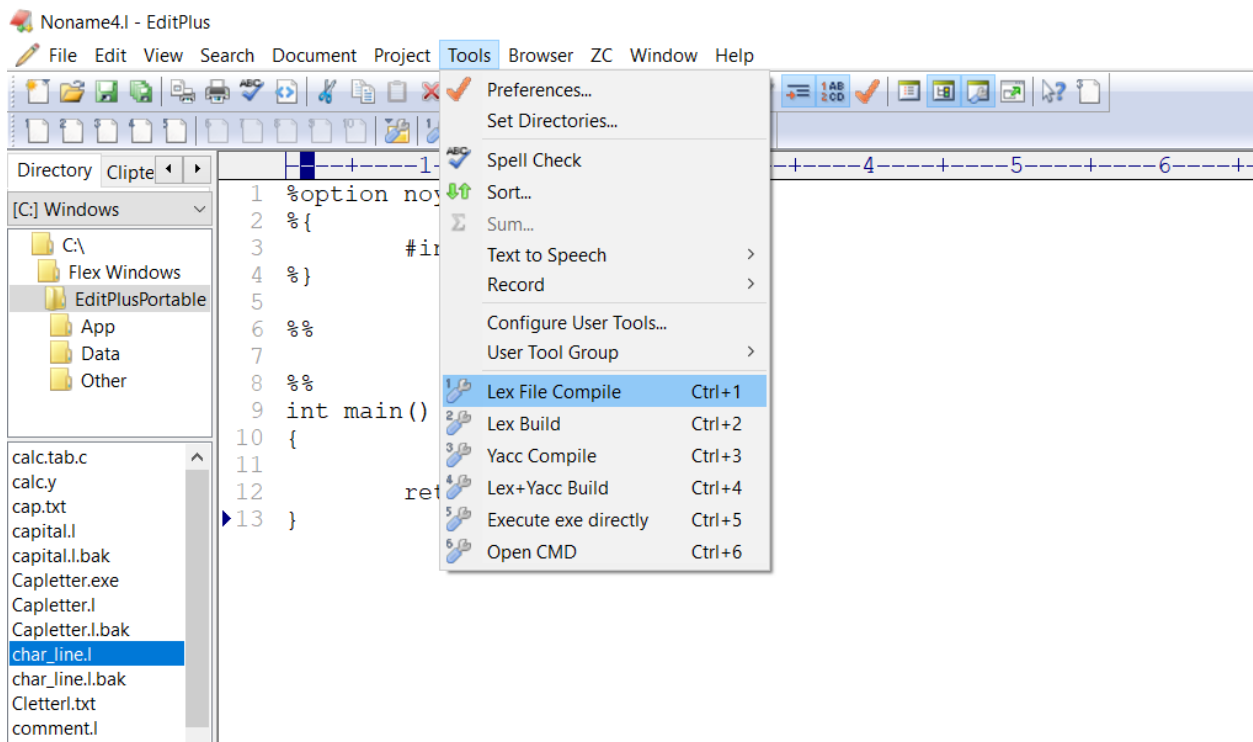 Noname4.l - EditPlus
File Edit View Search Document Project Tools Browser ZC Window Help
Directory Clipte
[C:] Windows
C:\
Flex Windows
EditPlusPortable
App
Data
Other
calc.tab.c
calc.y
cap.txt
capital.l
capital.l.bak
Capletter.exe
Capletter.l
Capletter.l.bak
char_line.l
char_line.l.bak
Cletterl.txt
comment.l
----+----1-
-+----4----+----5----+----6----+-
1 %option noy
2 %{
3 #in
4 %}
5
6 %%
7
8 %%
9 int main()
10 {
11
12 ret
13 }
Preferences...
Set Directories...
Spell Check
Sort...
Sum...
Text to Speech
Record
Configure User Tools...
User Tool Group
Lex File Compile Ctrl+1
Lex Build Ctrl+2
Yacc Compile Ctrl+3
Lex+Yacc Build Ctrl+4
Execute exe directly Ctrl+5
Open CMD Ctrl+6